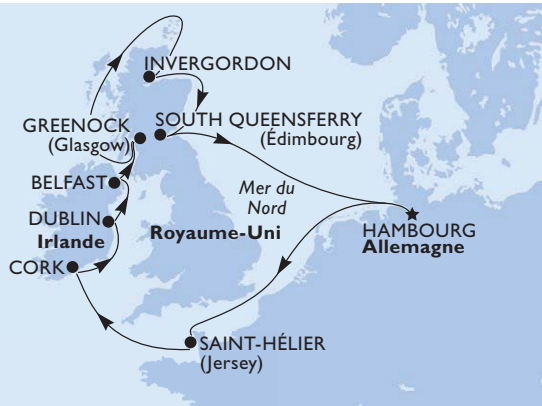 INVERGORDON
SOUTH QUEENSFERRY
(Édimbourg)
GREENOCK
(Glasgow)
BELFAST
Mer du
Nord
DUBLIN
Irlande
Royaume-Uni
HAMBOURG
Allemagne
CORK
SAINT-HÉLIER
(Jersey)